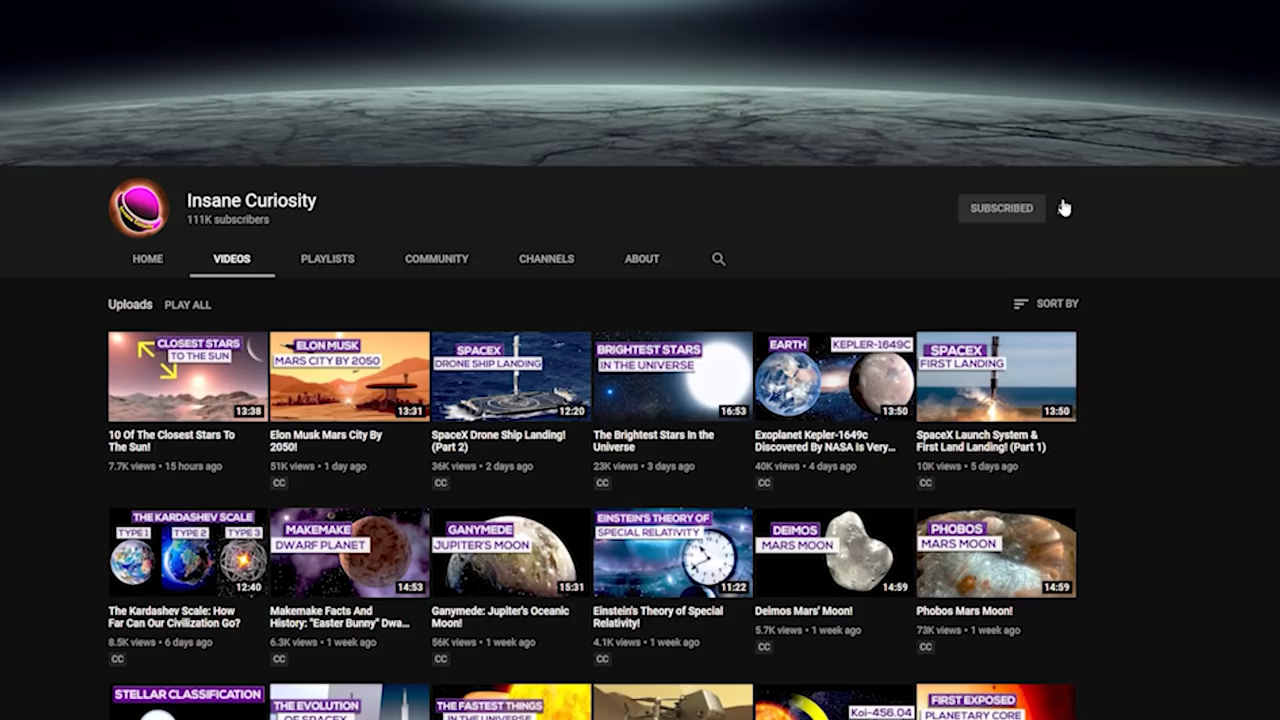 Insane Curiosity
111K subscribers
SUBSCRIBED
HOME
VIDEOS
PLAYLISTS
COMMUNITY
CHANNELS
ABOUT
Uploads
PLAY ALL
SORT BY
CLOSEST STARS
TO THE SUN
13:38
ELON MUSK
MARS CITY BY 2050
13:31
SPACEX
DRONE SHIP LANDING
12:20
BRIGHTEST STARS
IN THE UNIVERSE
16:53
EARTH
KEPLER-1649C
13:50
SPACEX
FIRST LANDING
13:50
10 Of The Closest Stars To
The Sun!
7.7K views • 15 hours ago
Elon Musk Mars City By
2050!
51K views • 1 day ago
CC
SpaceX Drone Ship Landing!
(Part 2)
36K views • 2 days ago
CC
The Brightest Stars In the
Universe
23K views • 3 days ago
CC
Exoplanet Kepler-1649c
Discovered By NASA Is Very...
40K views • 4 days ago
CC
SpaceX Launch System &
First Land Landing! (Part 1)
10K views • 5 days ago
CC
THE KARDASHEV SCALE
TYPE 1
TYPE 2
TYPE 3
12:40
MAKEMAKE
DWARF PLANET
14:53
GANYMEDE
JUPITER'S MOON
15:31
EINSTEIN'S THEORY OF
SPECIAL RELATIVITY
11:22
DEIMOS
MARS MOON
14:59
PHOBOS
MARS MOON
14:59
The Kardashev Scale: How
Far Can Our Civilization Go?
8.5K views • 6 days ago
CC
Makemake Facts And
History: "Easter Bunny" Dwa...
6.3K views • 1 week ago
CC
Ganymede: Jupiter's Oceanic
Moon!
56K views • 1 week ago
CC
Einstein's Theory of Special
Relativity!
4.1K views • 1 week ago
CC
Deimos Mars' Moon!
5.7K views • 1 week ago
CC
Phobos Mars Moon!
73K views • 1 week ago
CC
STELLAR CLASSIFICATION
THE EVOLUTION
OF SPACEX
THE FASTEST THINGS
IN THE UNIVERSE
Koi-456.04
FIRST EXPOSED
PLANETARY CORE